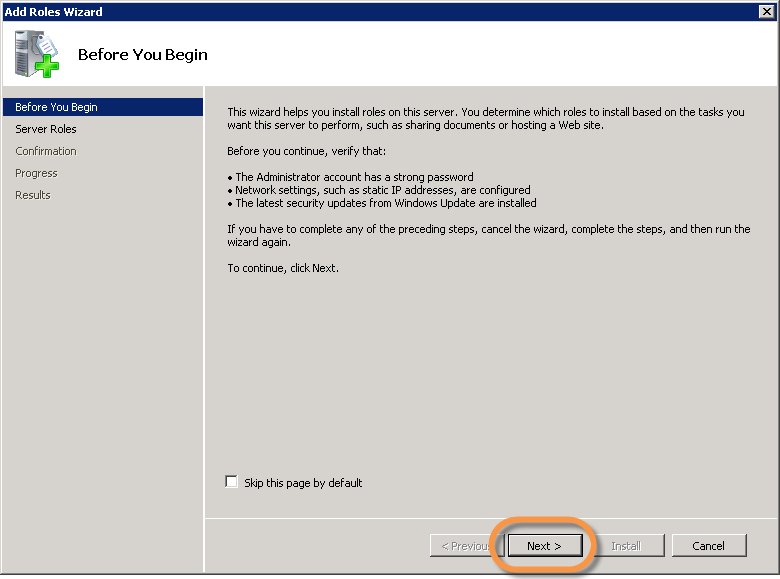 Add Roles Wizard
Before You Begin
Before You Begin
Server Roles
Confirmation
Progress
Results
This wizard helps you install roles on this server. You determine which roles to install based on the tasks you
want this server to perform, such as sharing documents or hosting a Web site.
Before you continue, verify that:
• The Administrator account has a strong password
• Network settings, such as static IP addresses, are configured
• The latest security updates from Windows Update are installed
If you have to complete any of the preceding steps, cancel the wizard, complete the steps, and then run the
wizard again.
To continue, click Next.
Skip this page by default
< Previous Next > Install Cancel